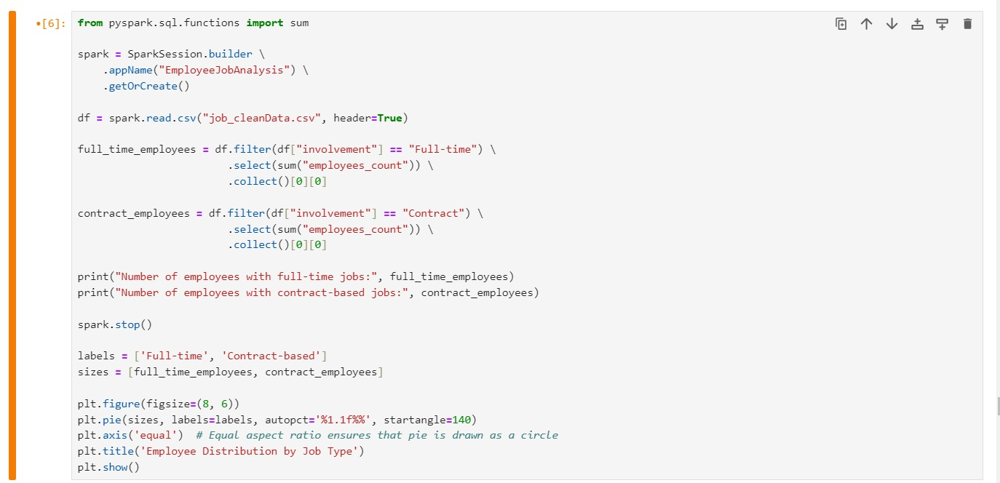 •[6]:
from pyspark.sql.functions import sum
spark = SparkSession.builder \
    .appName("EmployeeJobAnalysis") \
    .getOrCreate()
df = spark.read.csv("job_cleanData.csv", header=True)
full_time_employees = df.filter(df["involvement"] == "Full-time") \
                        .select(sum("employees_count")) \
                        .collect()[0][0]
contract_employees = df.filter(df["involvement"] == "Contract") \
                        .select(sum("employees_count")) \
                        .collect()[0][0]
print("Number of employees with full-time jobs:", full_time_employees)
print("Number of employees with contract-based jobs:", contract_employees)
spark.stop()
labels = ['Full-time', 'Contract-based']
sizes = [full_time_employees, contract_employees]
plt.figure(figsize=(8, 6))
plt.pie(sizes, labels=labels, autopct='%1.1f%%', startangle=140)
plt.axis('equal')  # Equal aspect ratio ensures that pie is drawn as a circle
plt.title('Employee Distribution by Job Type')
plt.show()